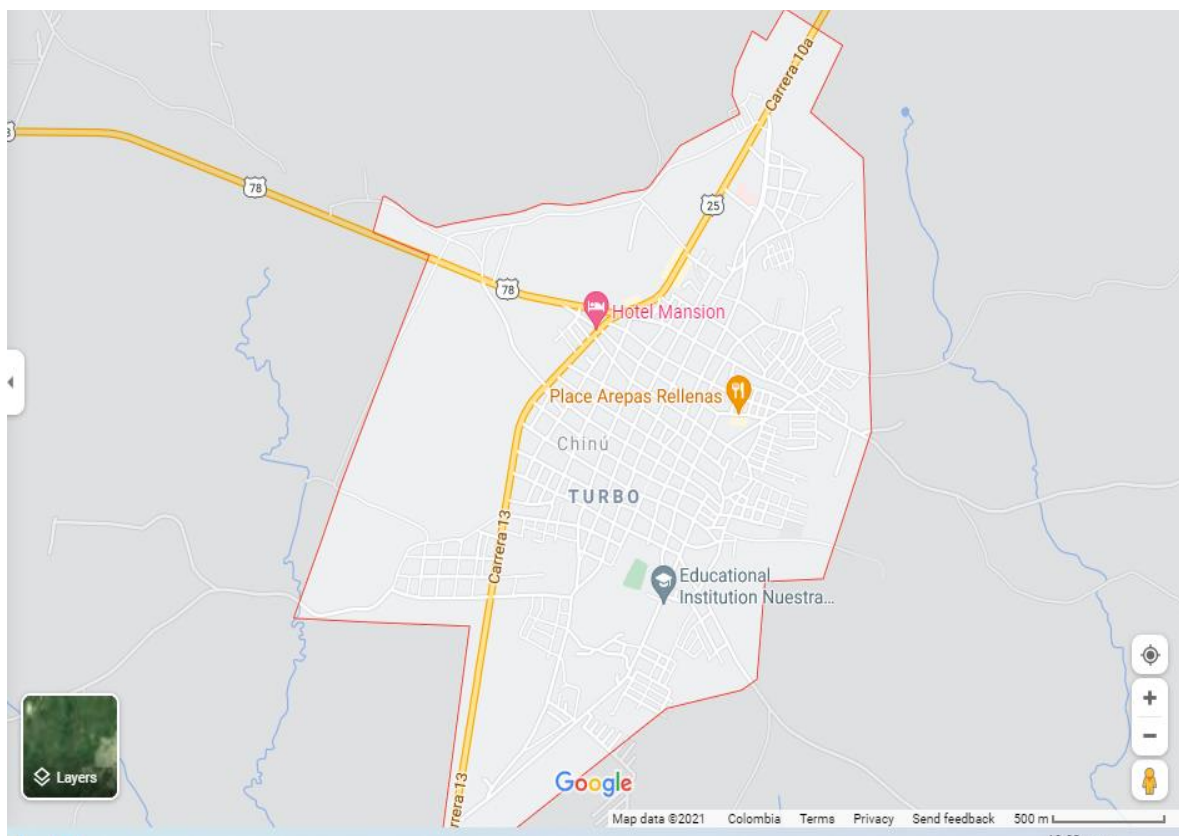 Carrera 10a
78
25
78
Hotel Mansion
Place Arepas Rellenas
Chinú
TURBO
Carrera 13
Educational
Institution Nuestra...
Layers
Carrera 13
Google
Map data ©2021 Colombia Terms Privacy Send feedback 500 m